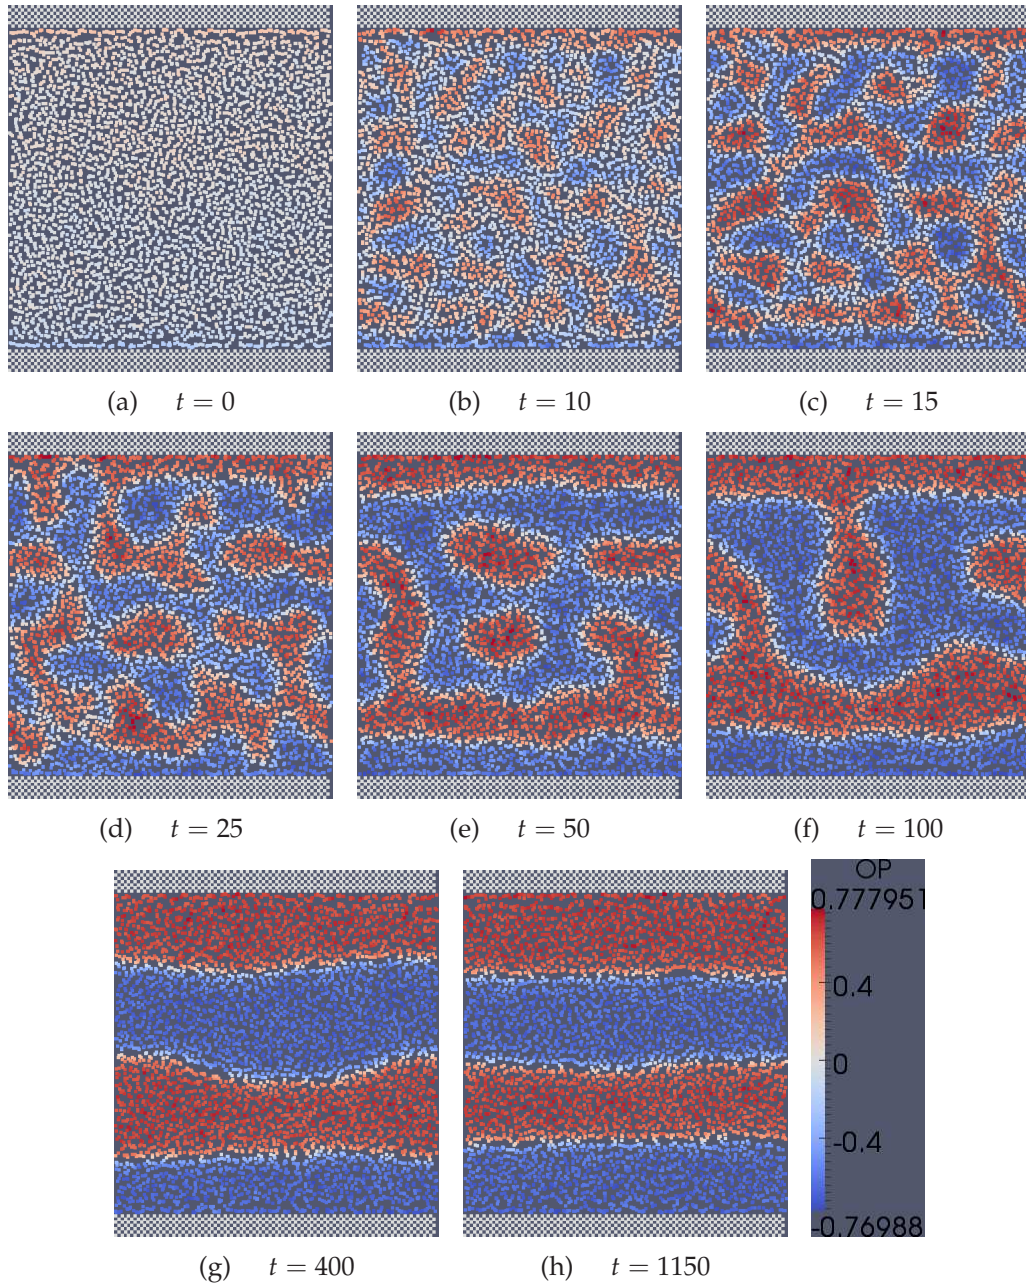 (a) t = 0
(b) t = 10
(c) t = 15
(d) t = 25
(e) t = 50
(f) t = 100
OP
0.777951
0.4
0
-0.4
-0.76988
(g) t = 400
(h) t = 1150